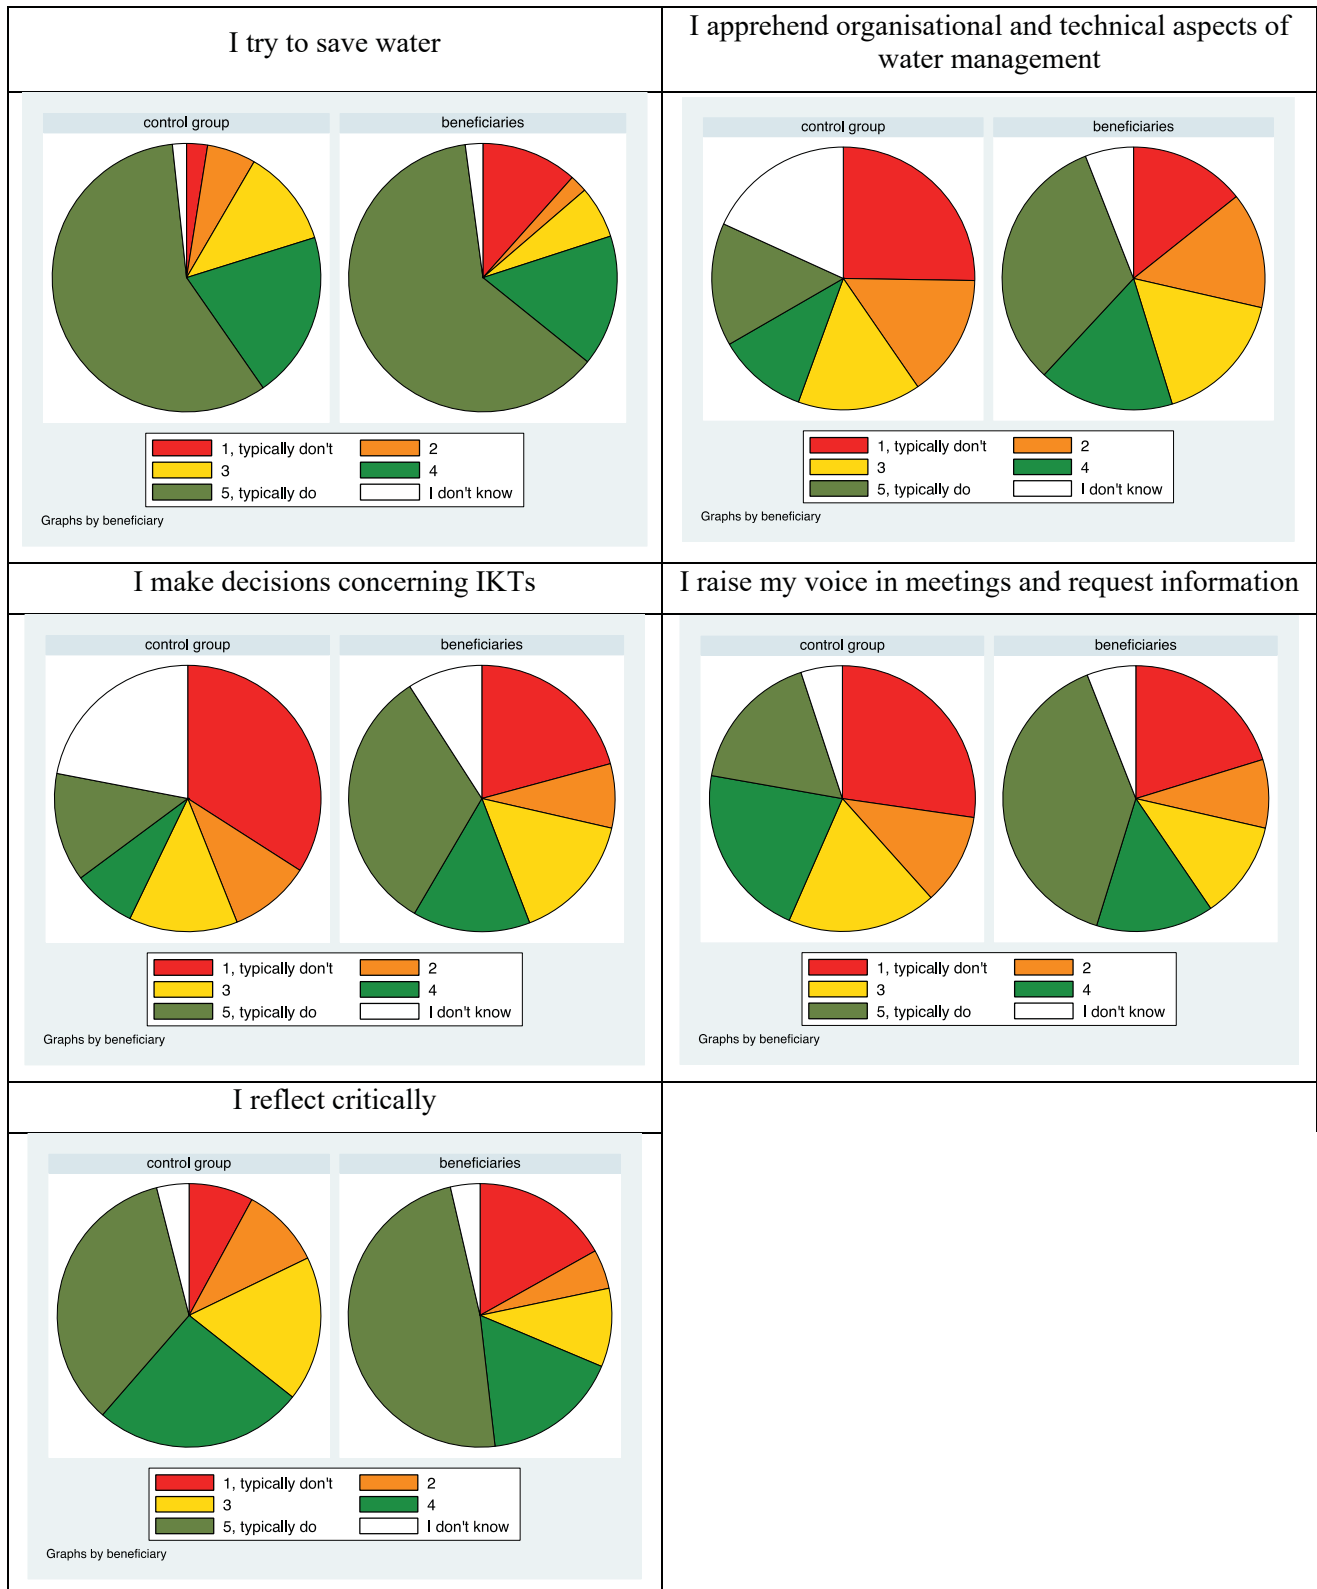 I try to save water
I apprehend organisational and technical aspects of
water management
control group
beneficiaries
1, typically don't
2
3
4
5, typically do
I don't know
Graphs by beneficiary
control group
beneficiaries
1, typically don't
2
3
4
5, typically do
I don't know
Graphs by beneficiary
I make decisions concerning IKTs
I raise my voice in meetings and request information
control group
beneficiaries
1, typically don't
2
3
4
5, typically do
I don't know
Graphs by beneficiary
control group
beneficiaries
1, typically don't
2
3
4
5, typically do
I don't know
Graphs by beneficiary
I reflect critically
control group
beneficiaries
1, typically don't
2
3
4
5, typically do
I don't know
Graphs by beneficiary